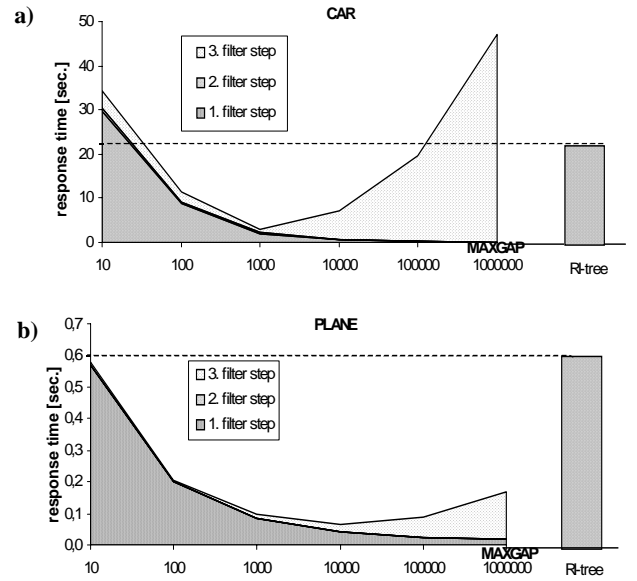 a)
CAR
response time [sec.]
50
40
30
20
10
0
3. filter step
2. filter step
1. filter step
10 100 1000 10000 100000 1000000
MAXGAP
RI-tree
b)
PLANE
response time [sec.]
0,7
0,6
0,5
0,4
0,3
0,2
0,1
0,0
3. filter step
2. filter step
1. filter step
10 100 1000 10000 100000 1000000
MAXGAP
RI-tree